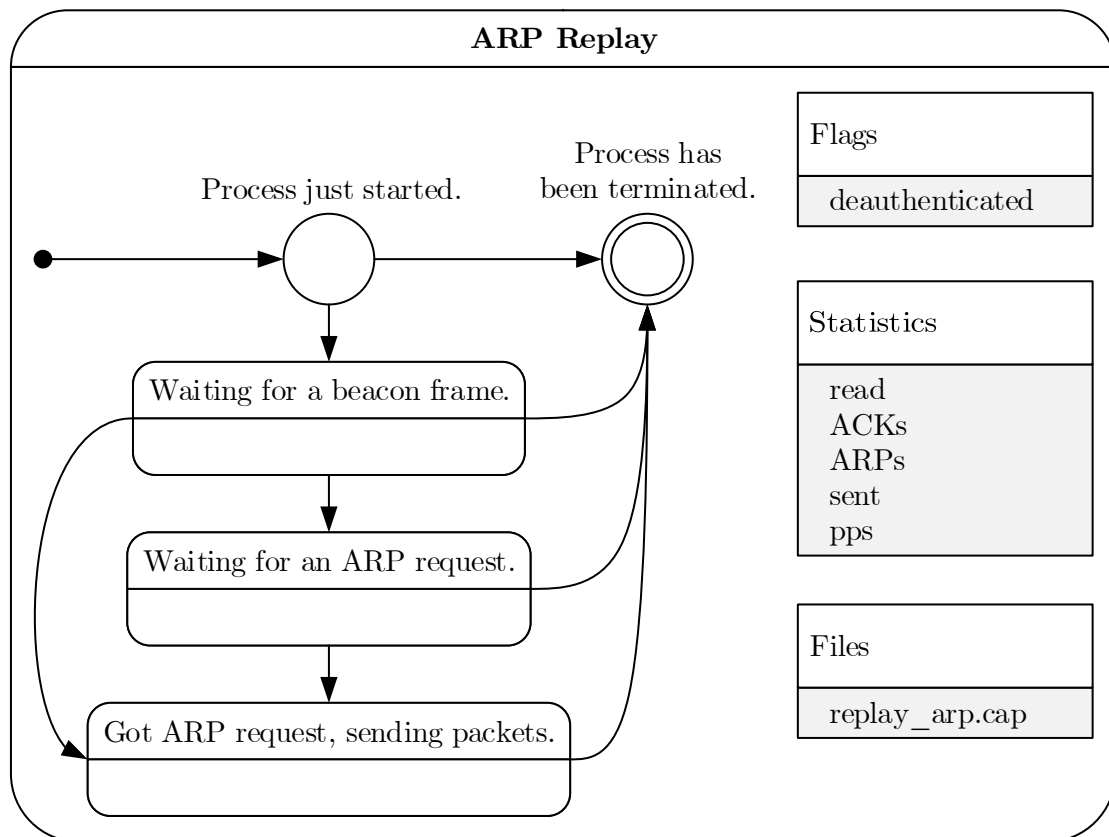 ARP Replay
Process just started.
Process has
been terminated.
Waiting for a beacon frame.
Waiting for an ARP request.
Got ARP request, sending packets.
Flags
deauthenticated
Statistics
read
ACKs
ARPs
sent
pps
Files
replay_arp.cap